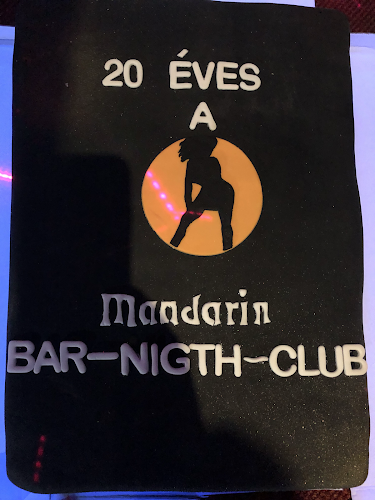 20 ÉVES
A
Mandarin
BAR-NIGTH-CLUB